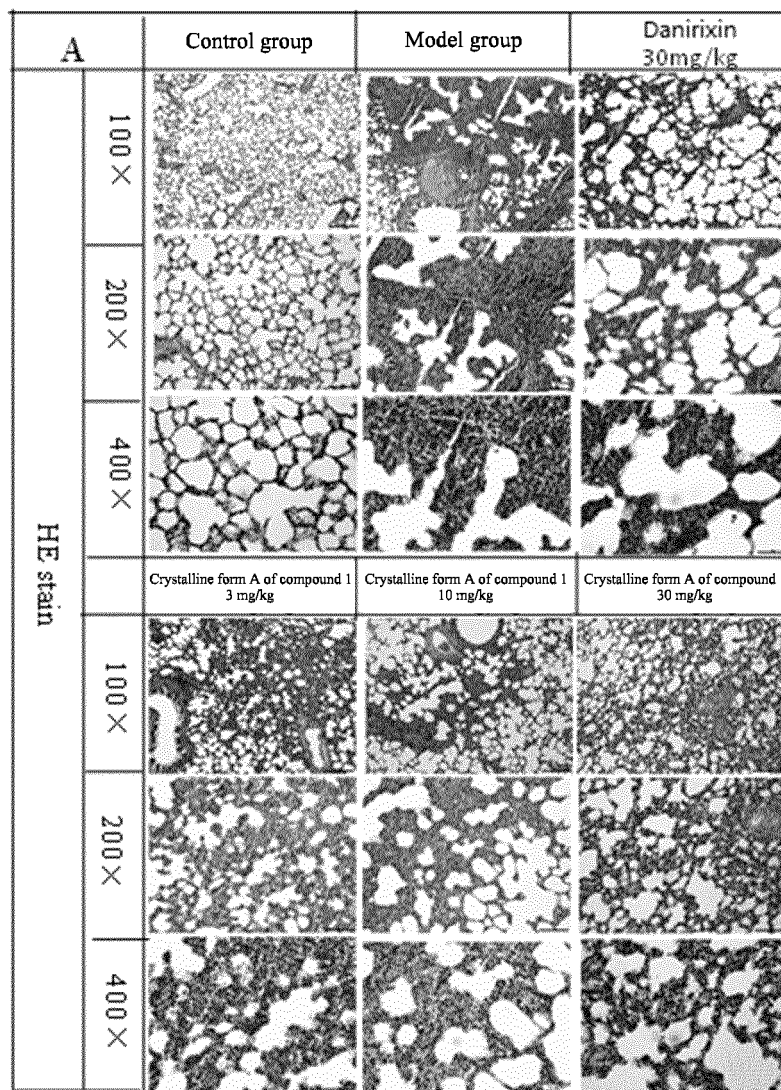 A
Control group
Model group
Danirixin
30mg/kg
100×
200×
400×
HE stain
Crystalline form A of compound 1
3 mg/kg
Crystalline form A of compound 1
10 mg/kg
Crystalline form A of compound
30 mg/kg
100×
200×
400×